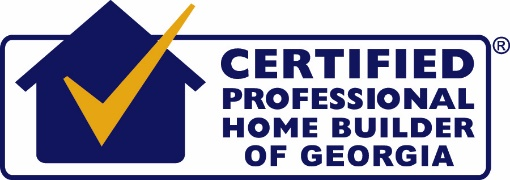 CERTIFIED ®
PROFESSIONAL
HOME BUILDER
OF GEORGIA